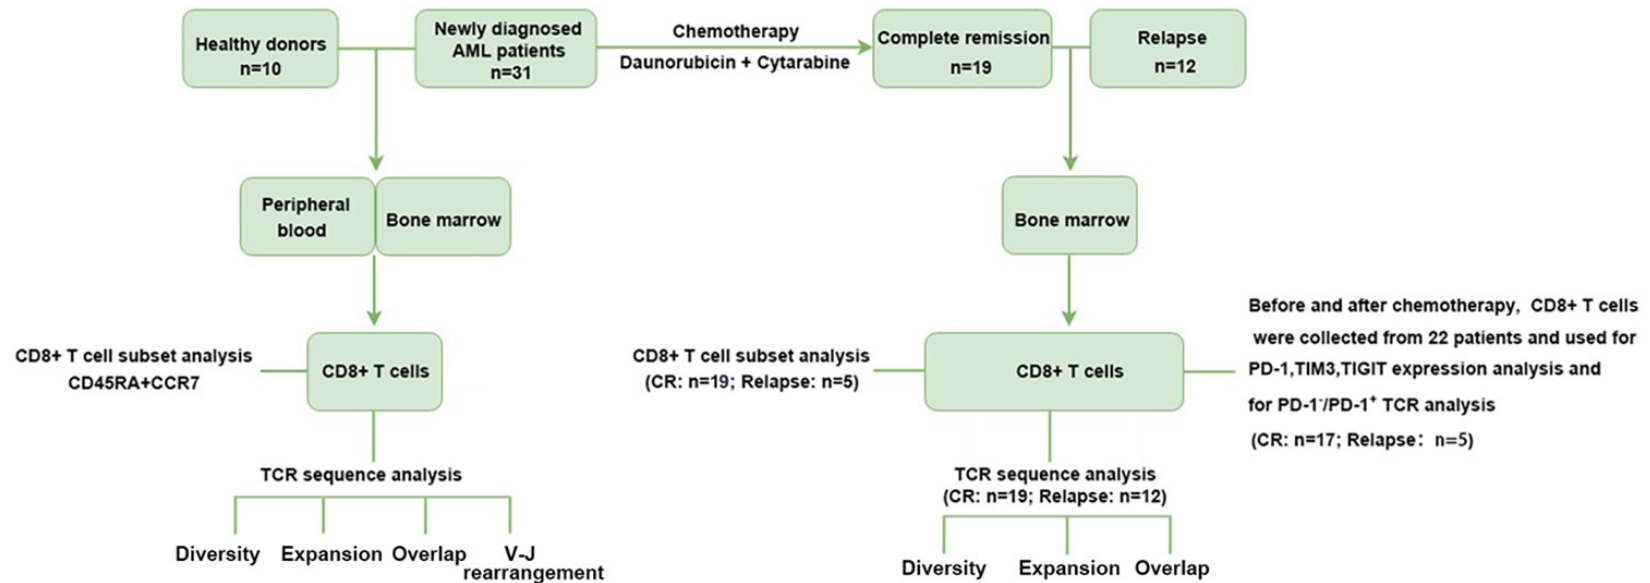 Healthy donors
n=10
Newly diagnosed
AML patients
n=31
Chemotherapy
Daunorubicin + Cytarabine
Complete remission
n=19
Relapse
n=12
Peripheral
blood
Bone marrow
Bone marrow
CD8+ T cell subset analysis
CD45RA+CCR7
CD8+ T cells
TCR sequence analysis
Diversity
Expansion
Overlap
V-J
rearrangement
CD8+ T cell subset analysis
(CR: n=19; Relapse: n=5)
CD8+ T cells
Before and after chemotherapy, CD8+ T cells
were collected from 22 patients and used for
PD-1,TIM3,TIGIT expression analysis and
for PD-1⁻/PD-1⁺ TCR analysis
(CR: n=17; Relapse: n=5)
TCR sequence analysis
(CR: n=19; Relapse: n=12)
Diversity
Expansion
Overlap